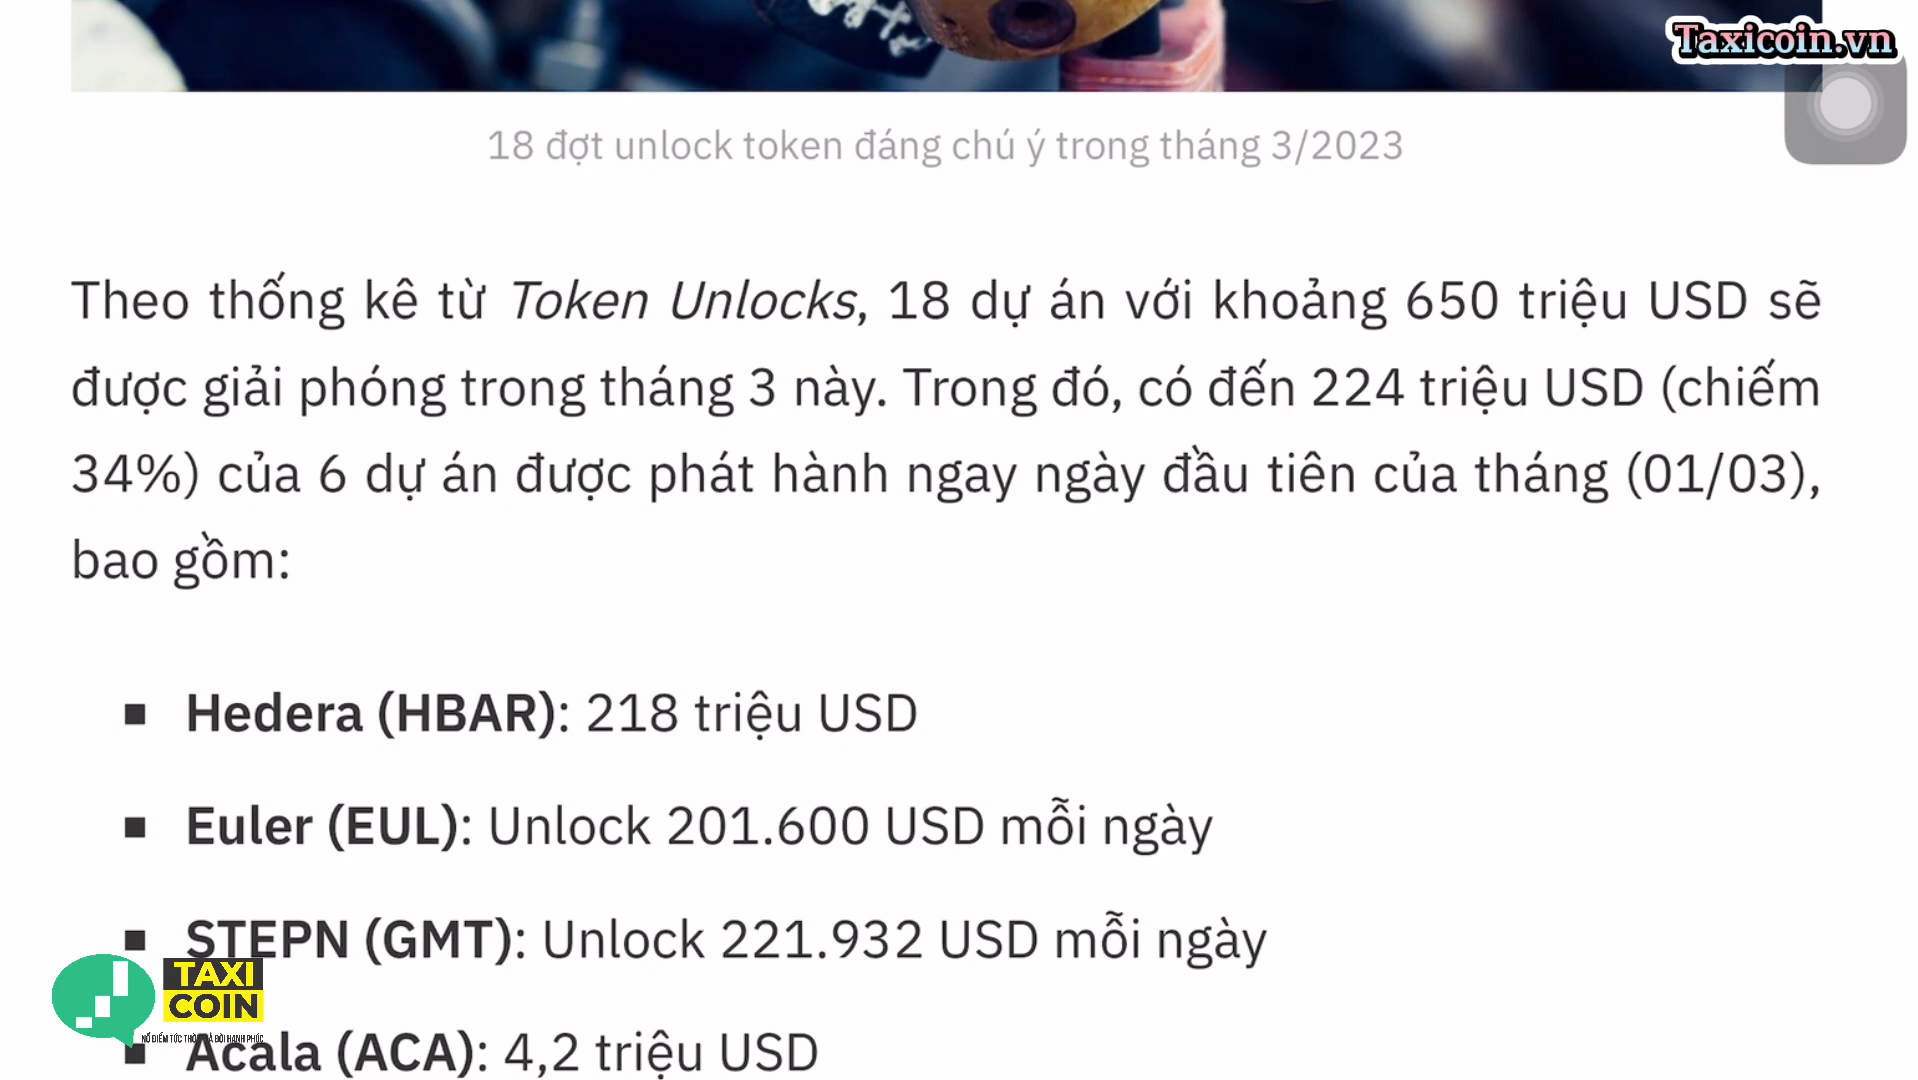 Taxicoin.vn
18 đợt unlock token đáng chú ý trong tháng 3/2023
Theo thống kê từ Token Unlocks, 18 dự án với khoảng 650 triệu USD sẽ
được giải phóng trong tháng 3 này. Trong đó, có đến 224 triệu USD (chiếm
34%) của 6 dự án được phát hành ngay ngày đầu tiên của tháng (01/03),
bao gồm:
▪ Hedera (HBAR): 218 triệu USD
▪ Euler (EUL): Unlock 201.600 USD mỗi ngày
▪ STEPN (GMT): Unlock 221.932 USD mỗi ngày
TAXI
COIN
▪ Acala (ACA): 4,2 triệu USD